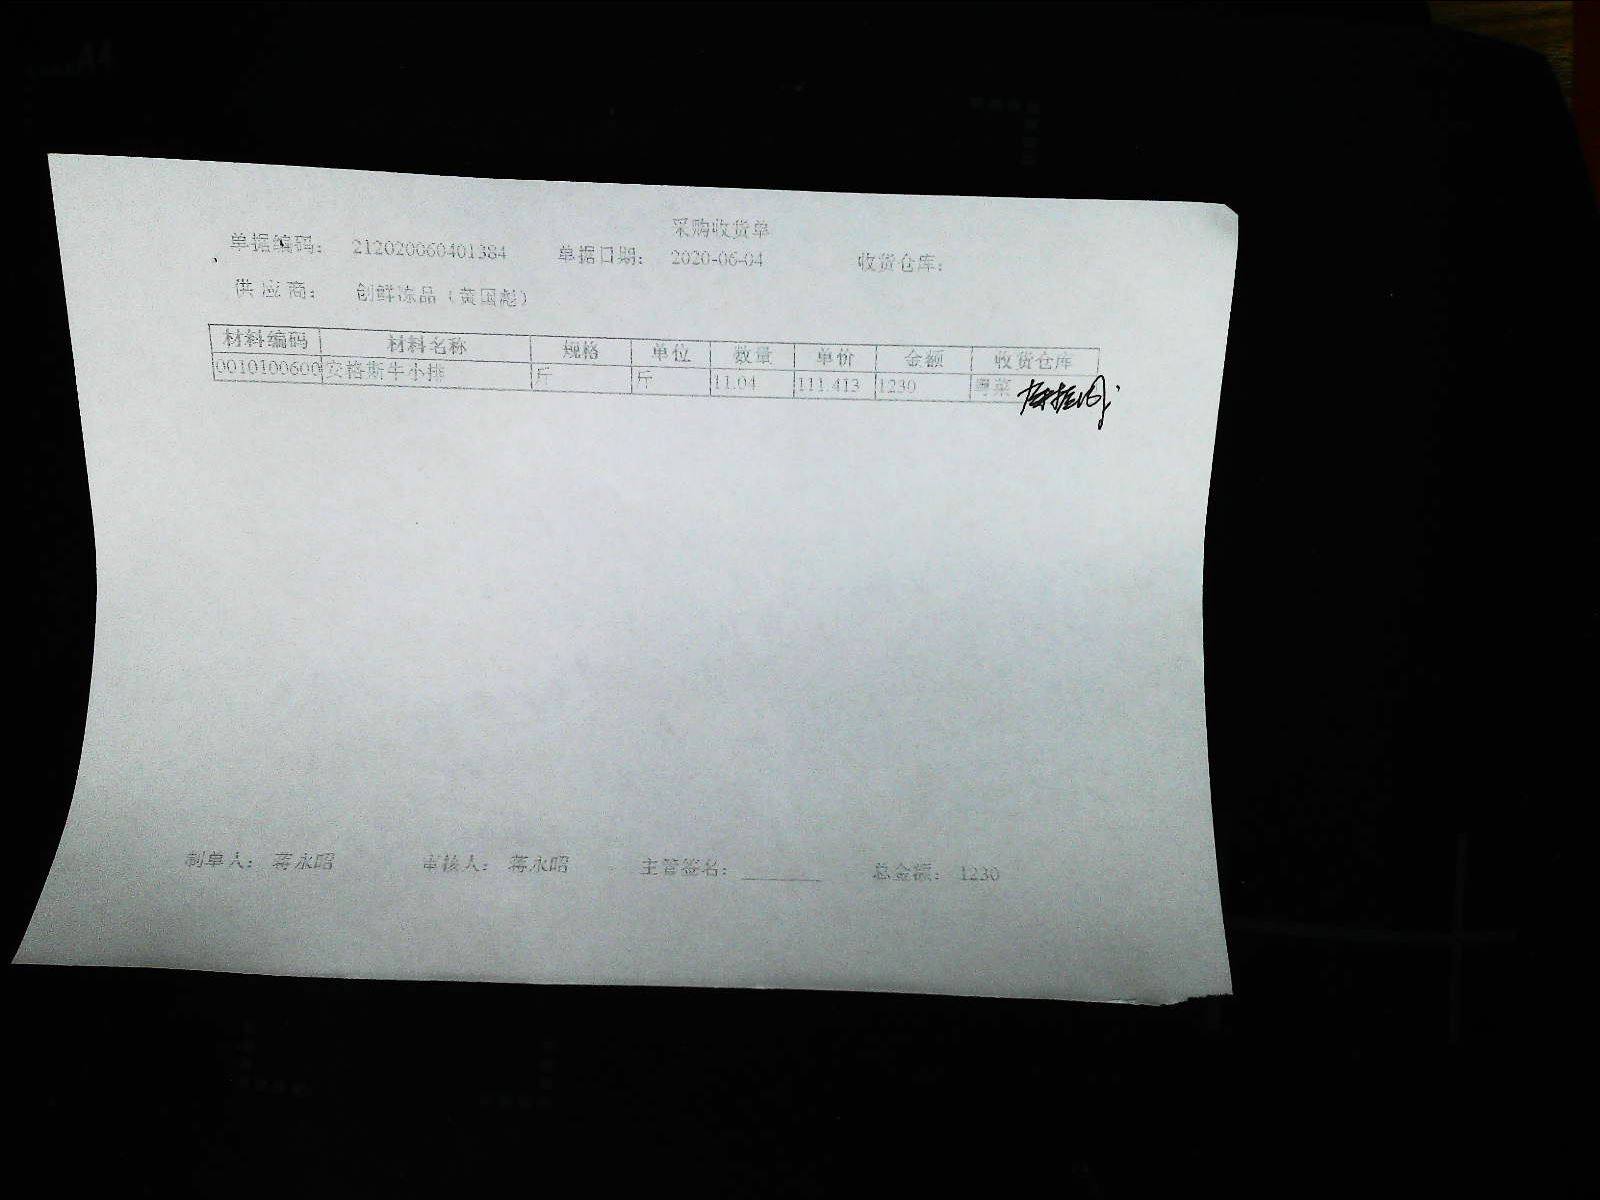 采购收货单
单据编码: 212020060401384 单据日期: 2020-06-04 收货仓库:
供应商: 创鲜冻品（黄国彪）
材料编码 材料名称 规格 单位 数量 单价 金额 收货仓库
0010100600 安格斯牛小排 斤 斤 11.04 111.413 1230 粤菜
制单人: 蒋永昭 审核人: 蒋永昭 主管签名: ________ 总金额: 1230